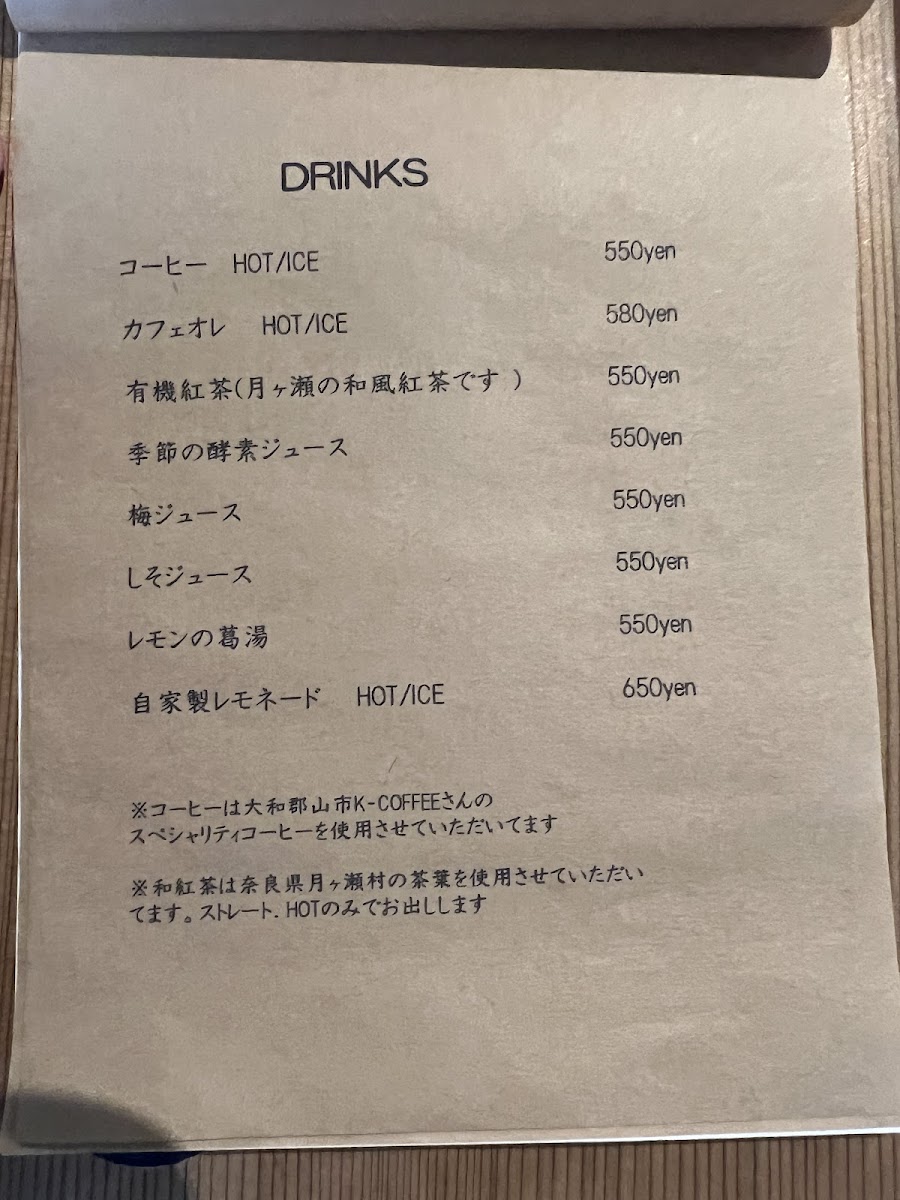 DRINKS
コーヒー HOT/ICE 550yen
カフェオレ HOT/ICE 580yen
有機紅茶(月ヶ瀬の和風紅茶です ) 550yen
季節の酵素ジュース 550yen
梅ジュース 550yen
しそジュース 550yen
レモンの葛湯 550yen
自家製レモネード HOT/ICE 650yen
※コーヒーは大和郡山市K-COFFEEさんの
スペシャリティコーヒーを使用させていただいてます
※和紅茶は奈良県月ヶ瀬村の茶葉を使用させていただい
てます。ストレート.HOTのみでお出しします